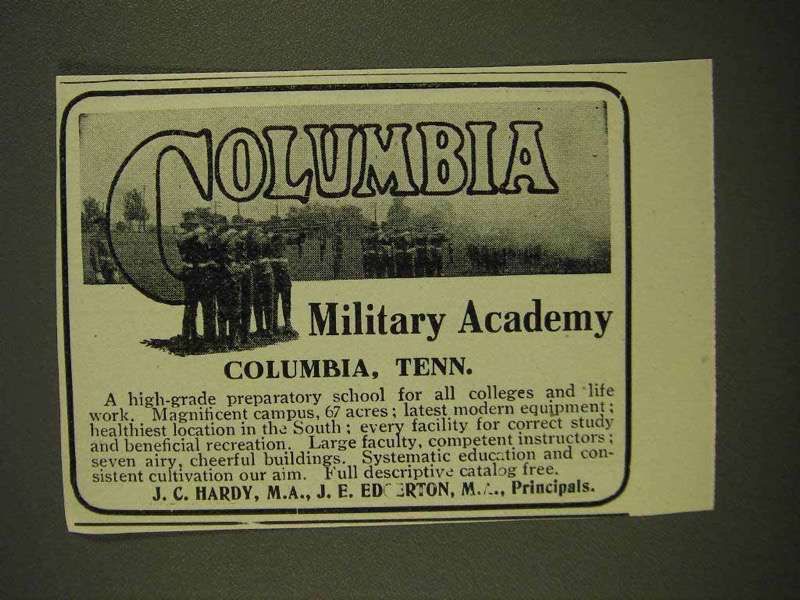 COLUMBIA
Military Academy
COLUMBIA, TENN.
A high-grade preparatory school for all colleges and life
work. Magnificent campus, 67 acres; latest modern equipment;
healthiest location in the South; every facility for correct study
and beneficial recreation. Large faculty, competent instructors;
seven airy, cheerful buildings. Systematic education and con-
sistent cultivation our aim. Full descriptive catalog free.
J. C. HARDY, M.A., J. E. EDGERTON, M.A., Principals.